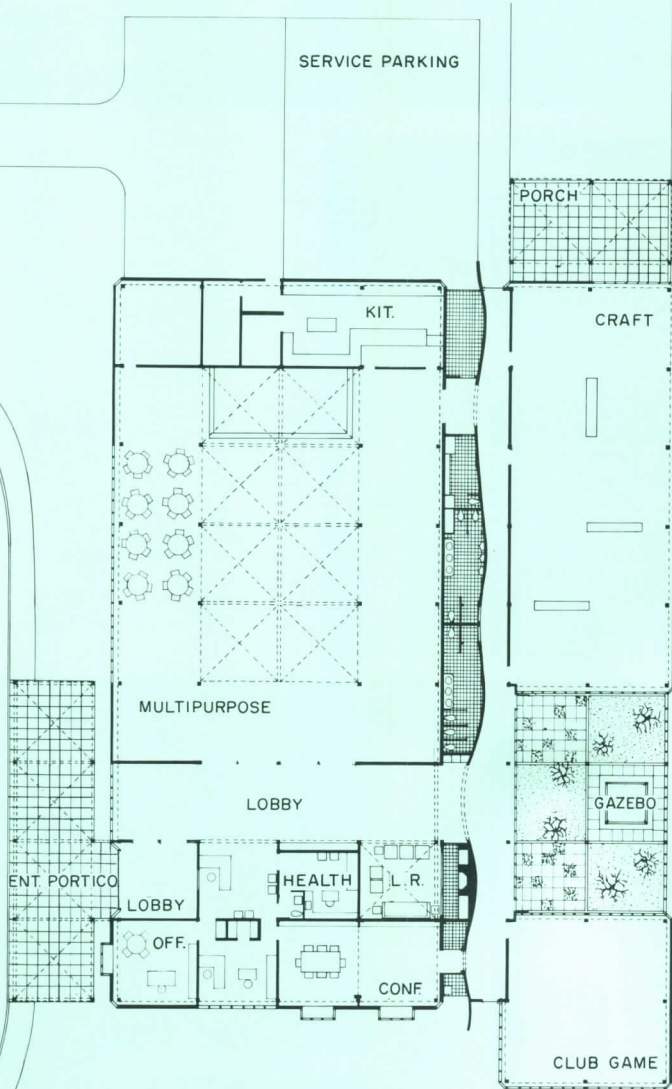 SERVICE PARKING
PORCH
KIT.
CRAFT
MULTIPURPOSE
LOBBY
GAZEBO
ENT. PORTICO
HEALTH
L.R.
LOBBY
OFF.
CONF.
CLUB GAME